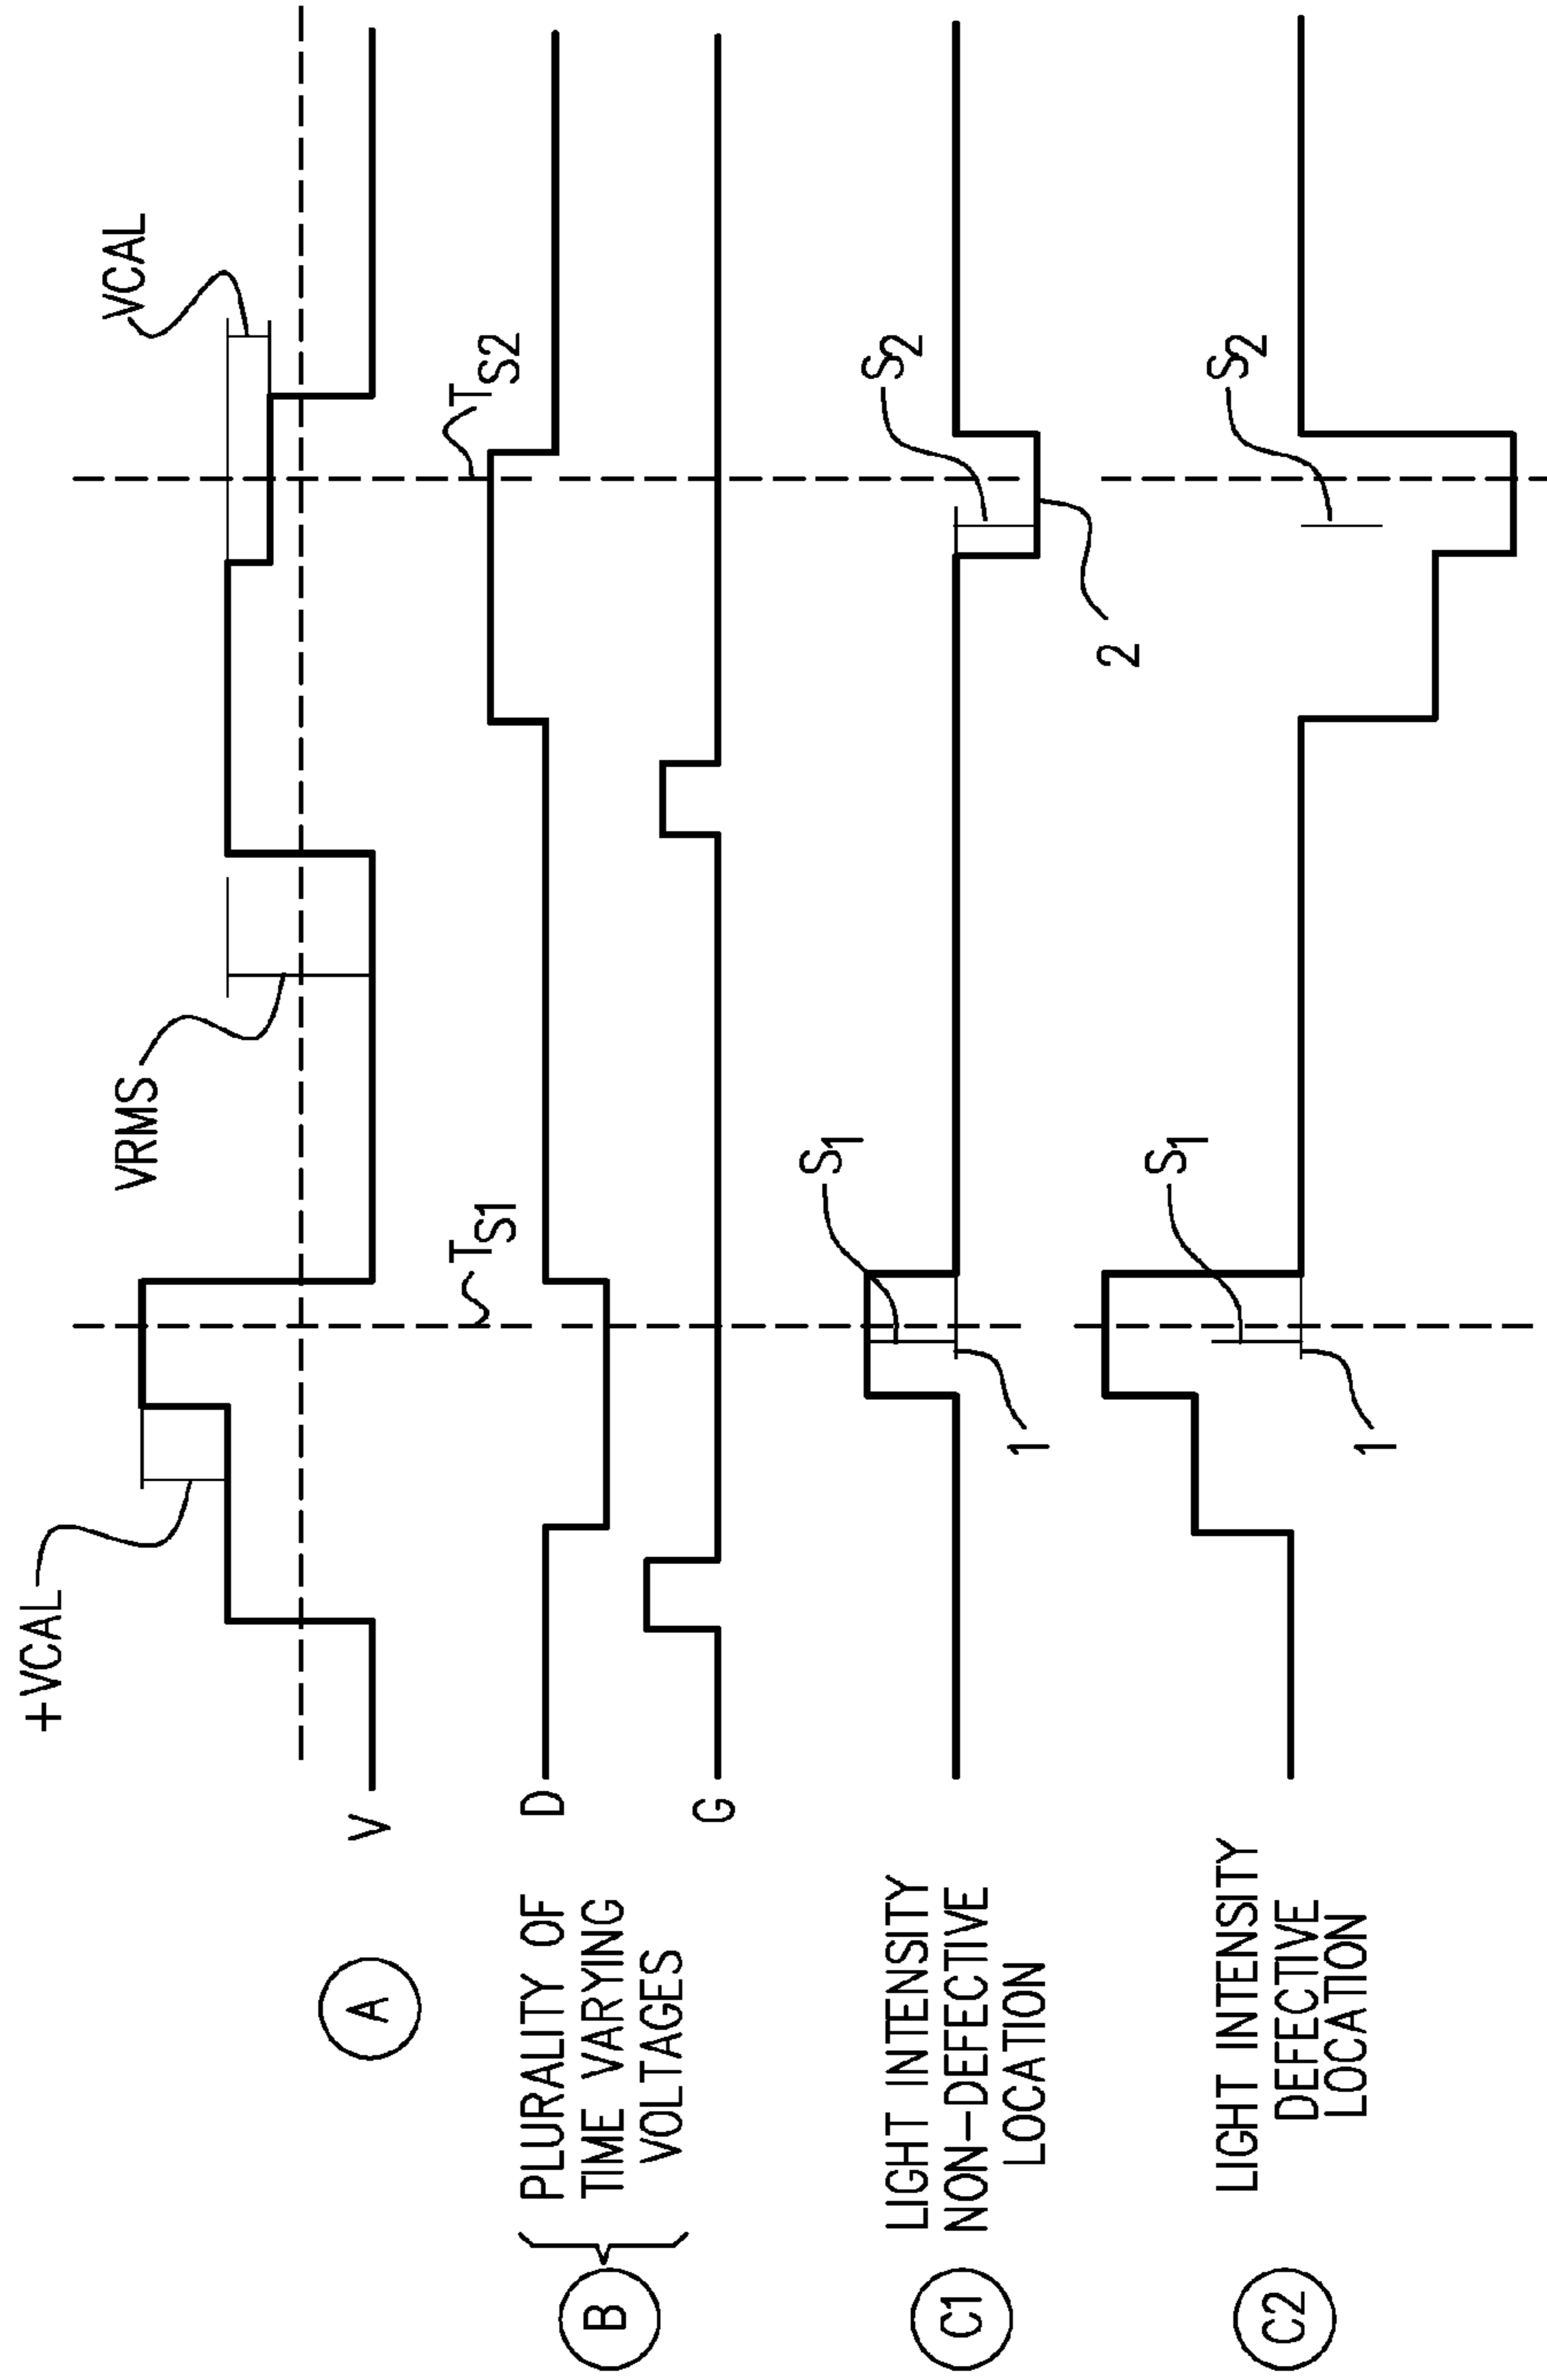 +VCAL
VRMS
VCAL
A
V
TS1
TS2
B
PLURALITY OF
TIME VARYING
VOLTAGES
D
G
C1
LIGHT INTENSITY
NON-DEFECTIVE
LOCATION
1
S1
2
S2
C2
LIGHT INTENSITY
DEFECTIVE
LOCATION
1
S1
S2